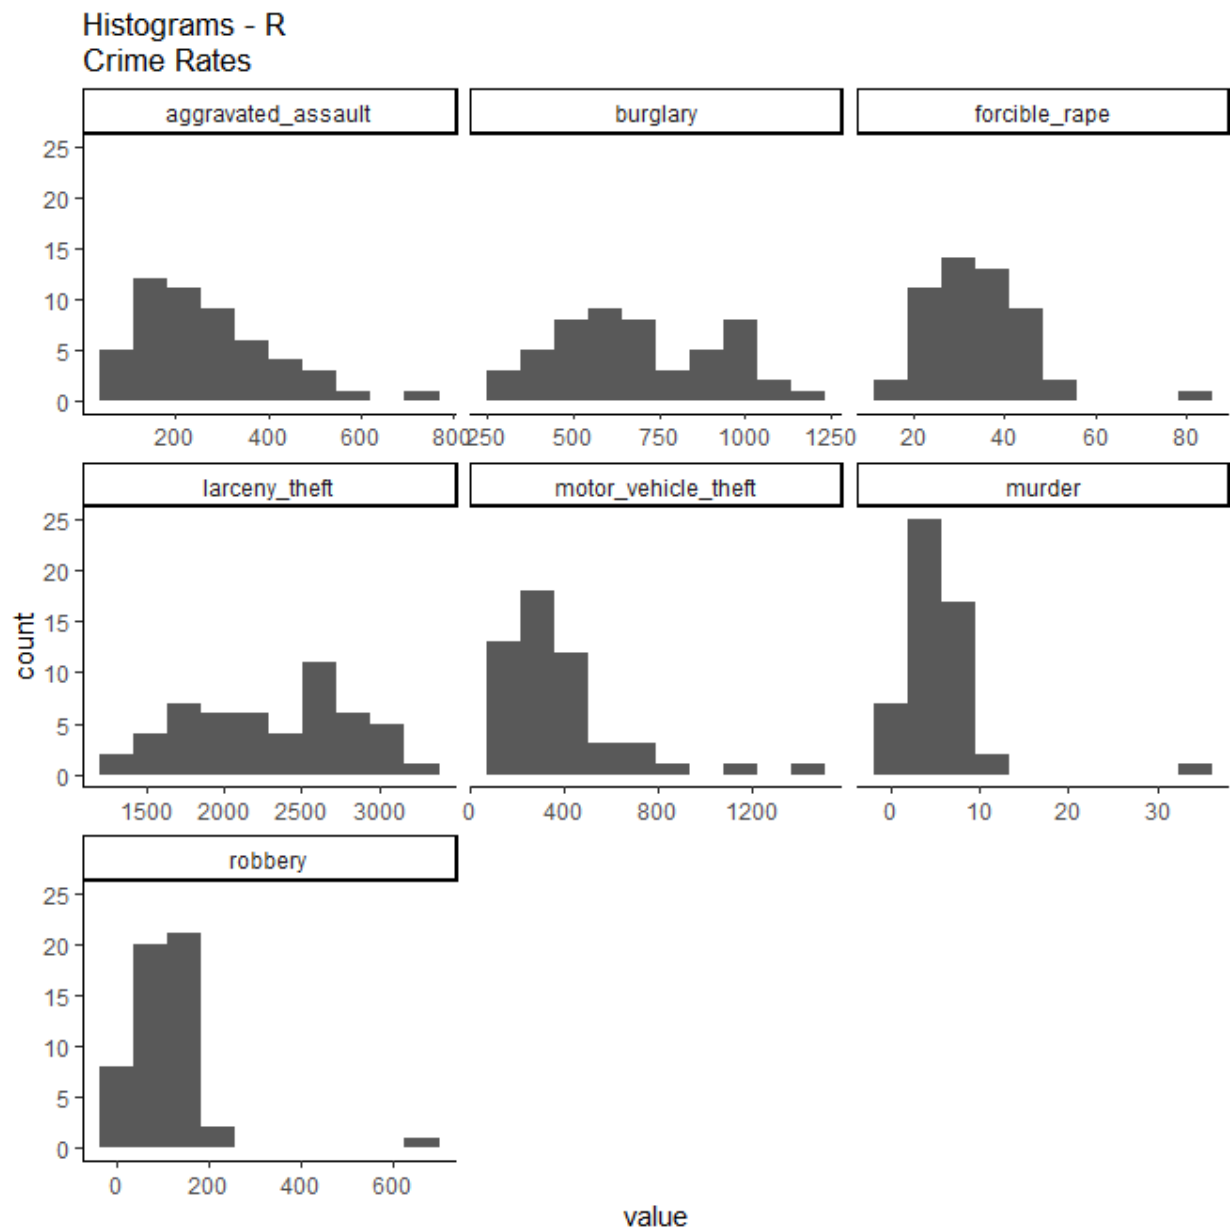 Histograms - R
Crime Rates
aggravated_assault burglary forcible_rape
25
20
15
10
5
0
200 400 600 800 250 500 750 1000 1250 20 40 60 80
larceny_theft motor_vehicle_theft murder
25
20
15
10
5
0
count
1500 2000 2500 3000 0 400 800 1200 0 10 20 30
robbery
25
20
15
10
5
0
0 200 400 600
value